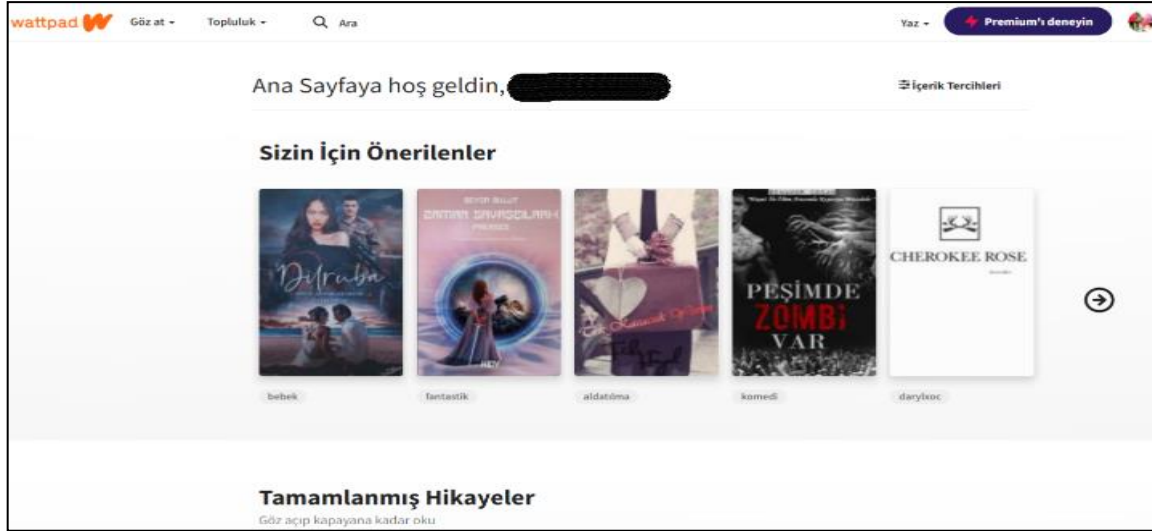 wattpad Göz at Topluluk Ara Yaz Premium'ı deneyin
Ana Sayfaya hoş geldin, İçerik Tercihleri
Sizin İçin Önerilenler
Dilruba
BEYDA BULUT
ZAMAN SAVAŞÇILARI
PEŞİMDE
ZOMBİ
VAR
CHEROKEE ROSE
bebek fantastik aldatılma komedi darylxoc
Tamamlanmış Hikayeler
Göz açıp kapayana kadar oku